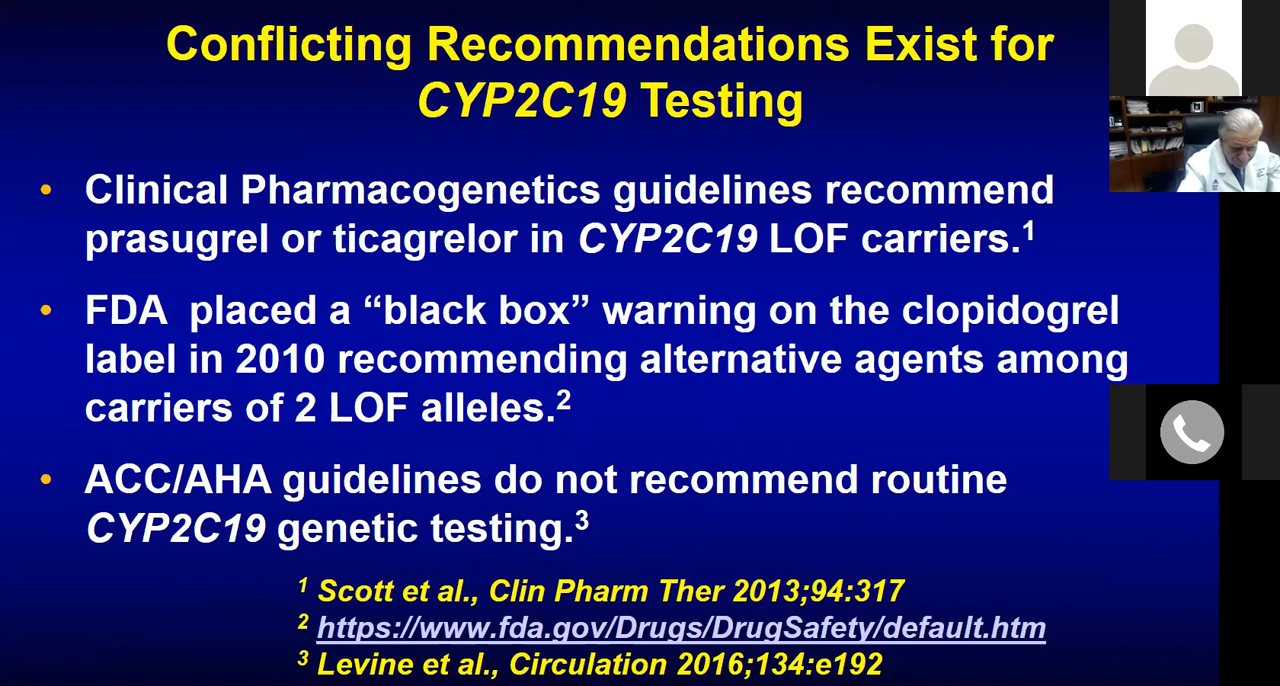 Conflicting Recommendations Exist for
CYP2C19 Testing
• Clinical Pharmacogenetics guidelines recommend
prasugrel or ticagrelor in CYP2C19 LOF carriers.1
• FDA  placed a “black box” warning on the clopidogrel
label in 2010 recommending alternative agents among
carriers of 2 LOF alleles.2
• ACC/AHA guidelines do not recommend routine
CYP2C19 genetic testing.3
1 Scott et al., Clin Pharm Ther 2013;94:317
2 https://www.fda.gov/Drugs/DrugSafety/default.htm
3 Levine et al., Circulation 2016;134:e192